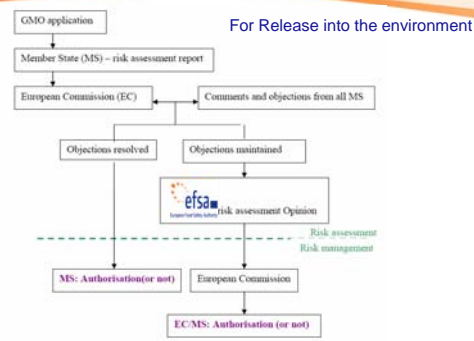 For Release into the environment
GMO application
Member State (MS) – risk assessment report
European Commission (EC)
Comments and objections from all MS
Objections resolved
Objections maintained
efsa
European Food Safety Authority
risk assessment Opinion
Risk assessment
Risk management
MS: Authorisation(or not)
European Commission
EC/MS: Authorisation (or not)